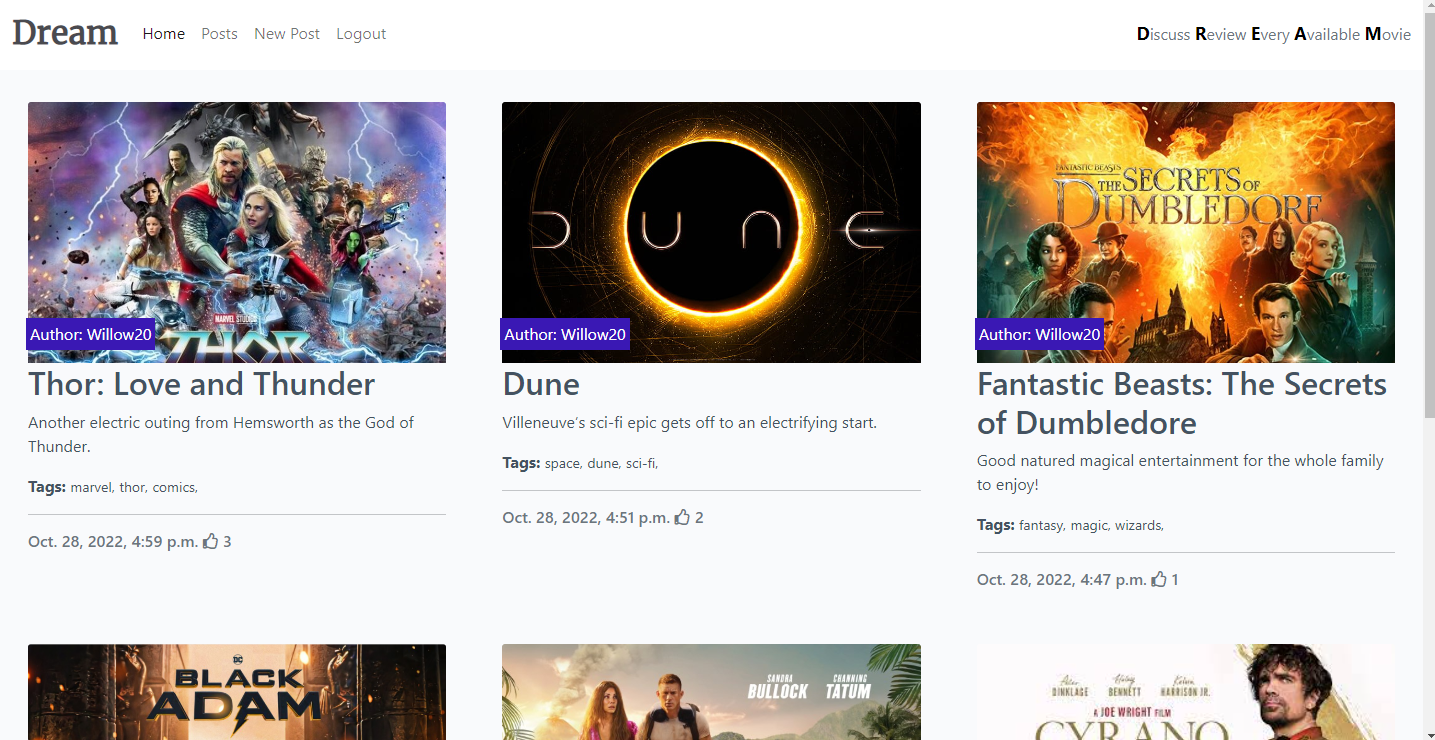 Dream
Home
Posts
New Post
Logout
Discuss Review Every Available Movie
MARVEL STUDIOS
THOR
Author: Willow20
Thor: Love and Thunder
Another electric outing from Hemsworth as the God of
Thunder.
Tags: marvel, thor, comics,
Oct. 28, 2022, 4:59 p.m. 3
DUNE
Author: Willow20
Dune
Villeneuve’s sci-fi epic gets off to an electrifying start.
Tags: space, dune, sci-fi,
Oct. 28, 2022, 4:51 p.m. 2
FANTASTIC BEASTS
THE SECRETS OF
DUMBLEDORE
Author: Willow20
Fantastic Beasts: The Secrets
of Dumbledore
Good natured magical entertainment for the whole family
to enjoy!
Tags: fantasy, magic, wizards,
Oct. 28, 2022, 4:47 p.m. 1
DC
BLACK
ADAM
SANDRA
BULLOCK
CHANNING
TATUM
DINKLAGE
BENNETT
HARRISON JR.
A JOE WRIGHT FILM
CYRANO